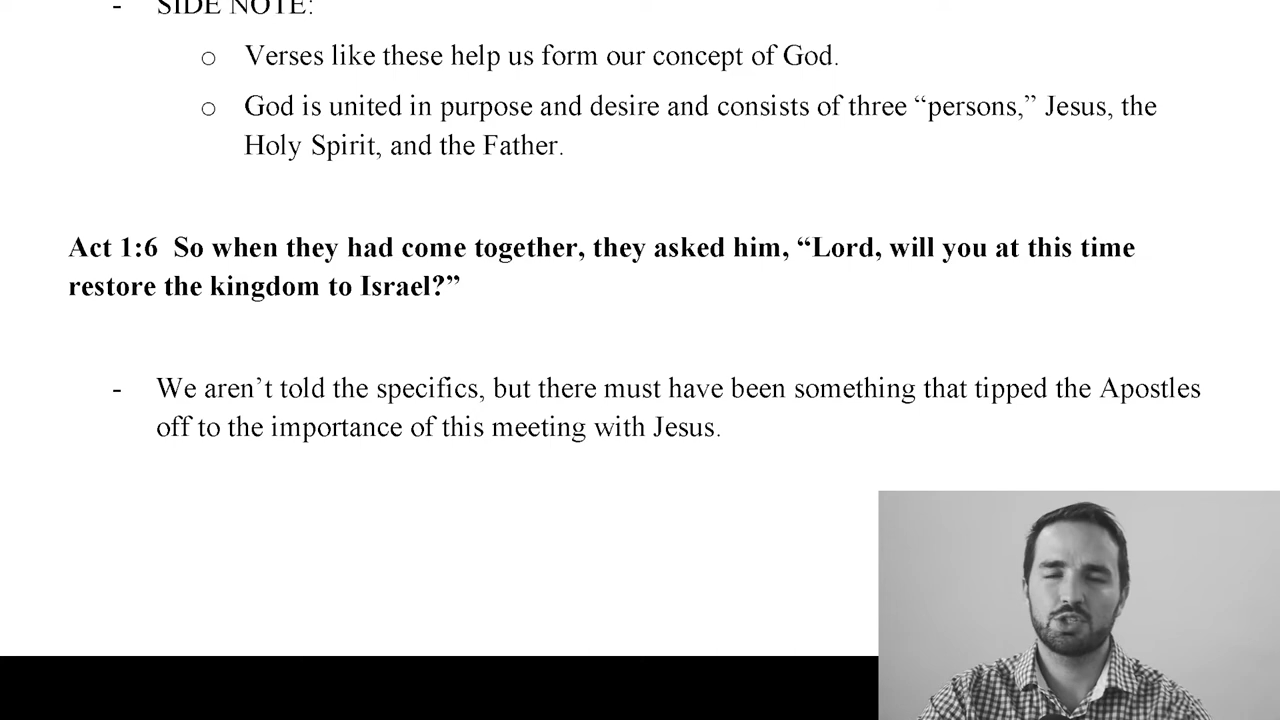 - SIDE NOTE:
o Verses like these help us form our concept of God.
o God is united in purpose and desire and consists of three “persons,” Jesus, the
Holy Spirit, and the Father.
Act 1:6  So when they had come together, they asked him, “Lord, will you at this time
restore the kingdom to Israel?”
- We aren’t told the specifics, but there must have been something that tipped the Apostles
off to the importance of this meeting with Jesus.